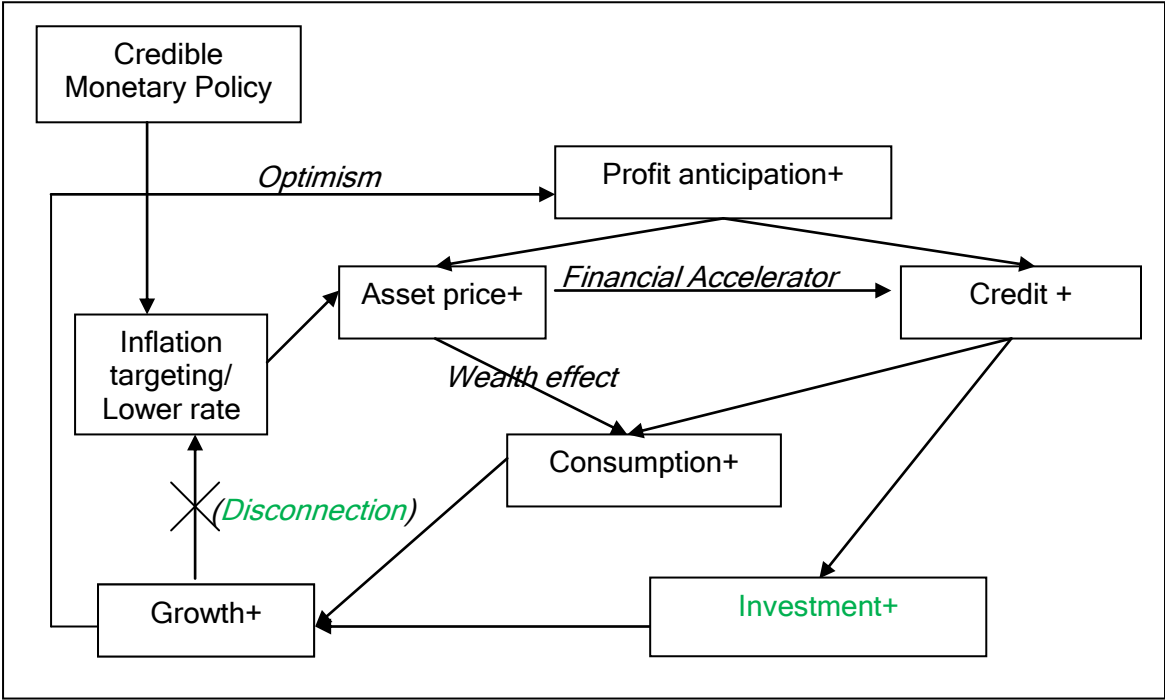 Credible
Monetary Policy
Optimism
Profit anticipation+
Asset price+
Financial Accelerator
Credit +
Inflation
targeting/
Lower rate
Wealth effect
Consumption+
(Disconnection)
Growth+
Investment+